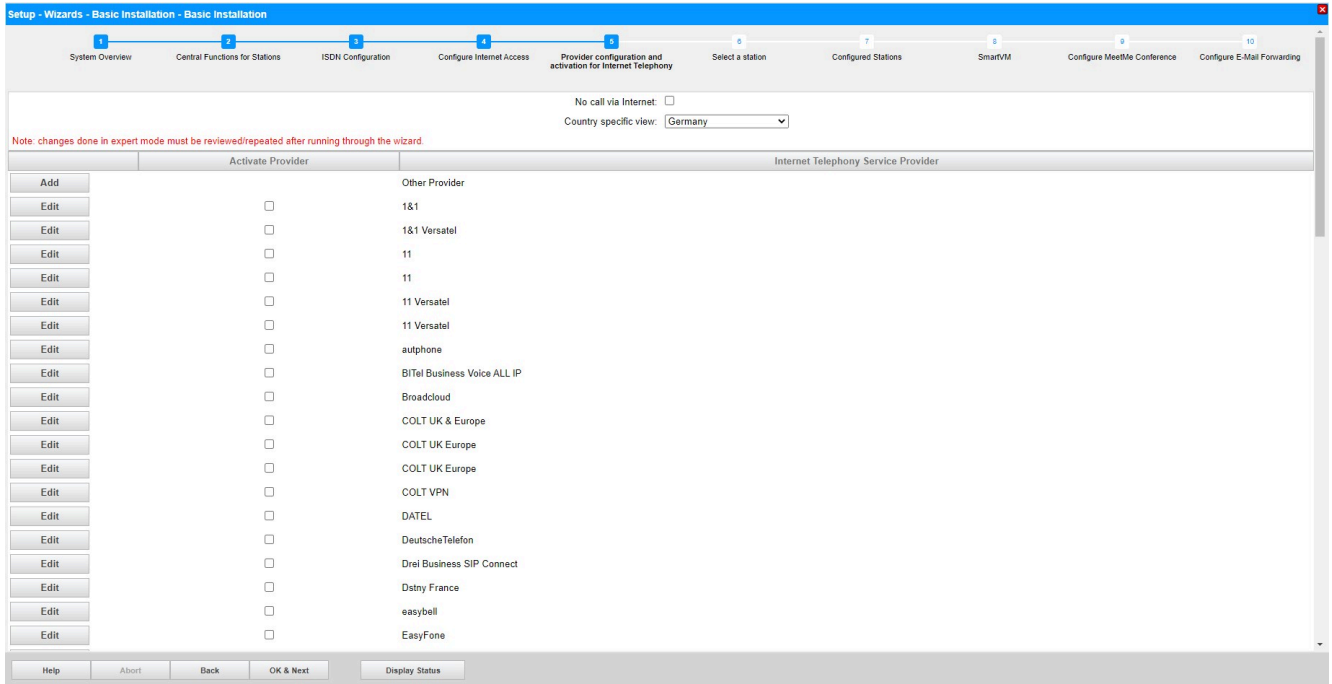 Setup - Wizards - Basic Installation - Basic Installation
1 2 3 4 5 6 7 8 9 10
System Overview Central Functions for Stations ISDN Configuration Configure Internet Access Provider configuration and Select a station Configured Stations SmartVM Configure MeetMe Conference Configure E-Mail Forwarding
activation for Internet Telephony
No call via Internet:
Country specific view: Germany
Note: changes done in expert mode must be reviewed/repeated after running through the wizard.
Activate Provider Internet Telephony Service Provider
Add Other Provider
Edit 1&1
Edit 1&1 Versatel
Edit 11
Edit 11
Edit 11 Versatel
Edit 11 Versatel
Edit autphone
Edit BITel Business Voice ALL IP
Edit Broadcloud
Edit COLT UK & Europe
Edit COLT UK Europe
Edit COLT UK Europe
Edit COLT VPN
Edit DATEL
Edit DeutscheTelefon
Edit Drei Business SIP Connect
Edit Dstny France
Edit easybell
Edit EasyFone
Help Abort Back OK & Next Display Status